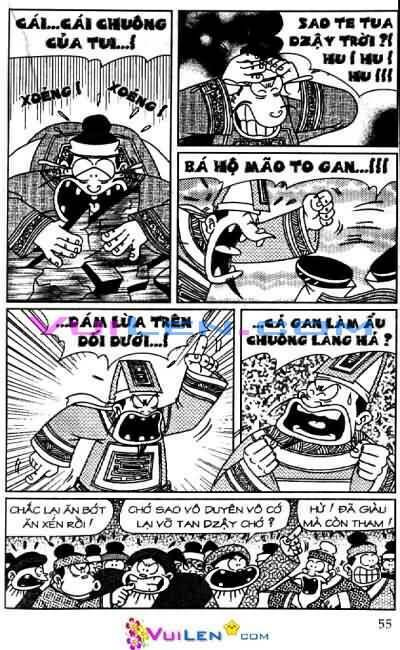 CÁI...CÁI CHUÔNG
CỦA TUI...!
XOẺNG!
XOẺNG!
SAO TE TUA
DZẬY TRỜI?!
HU! HU!
HU!!!
BÁ HỘ MÃO TO GAN...!!!
...DÁM LỪA TRÊN
DỐI DƯỚI...!
...CẢ GAN LÀM ẨU
CHUÔNG LÀNG HẢ?
VUILEN.COM
CHẮC LẠI ĂN BỚT
ĂN XÉN RỒI!
CHỚ SAO VÔ DUYÊN VÔ CỚ
LẠI VỠ TAN DZẬY CHỚ?
HỪ! ĐÃ GIÀU
MÀ CÒN THAM!
55
VUILEN.COM